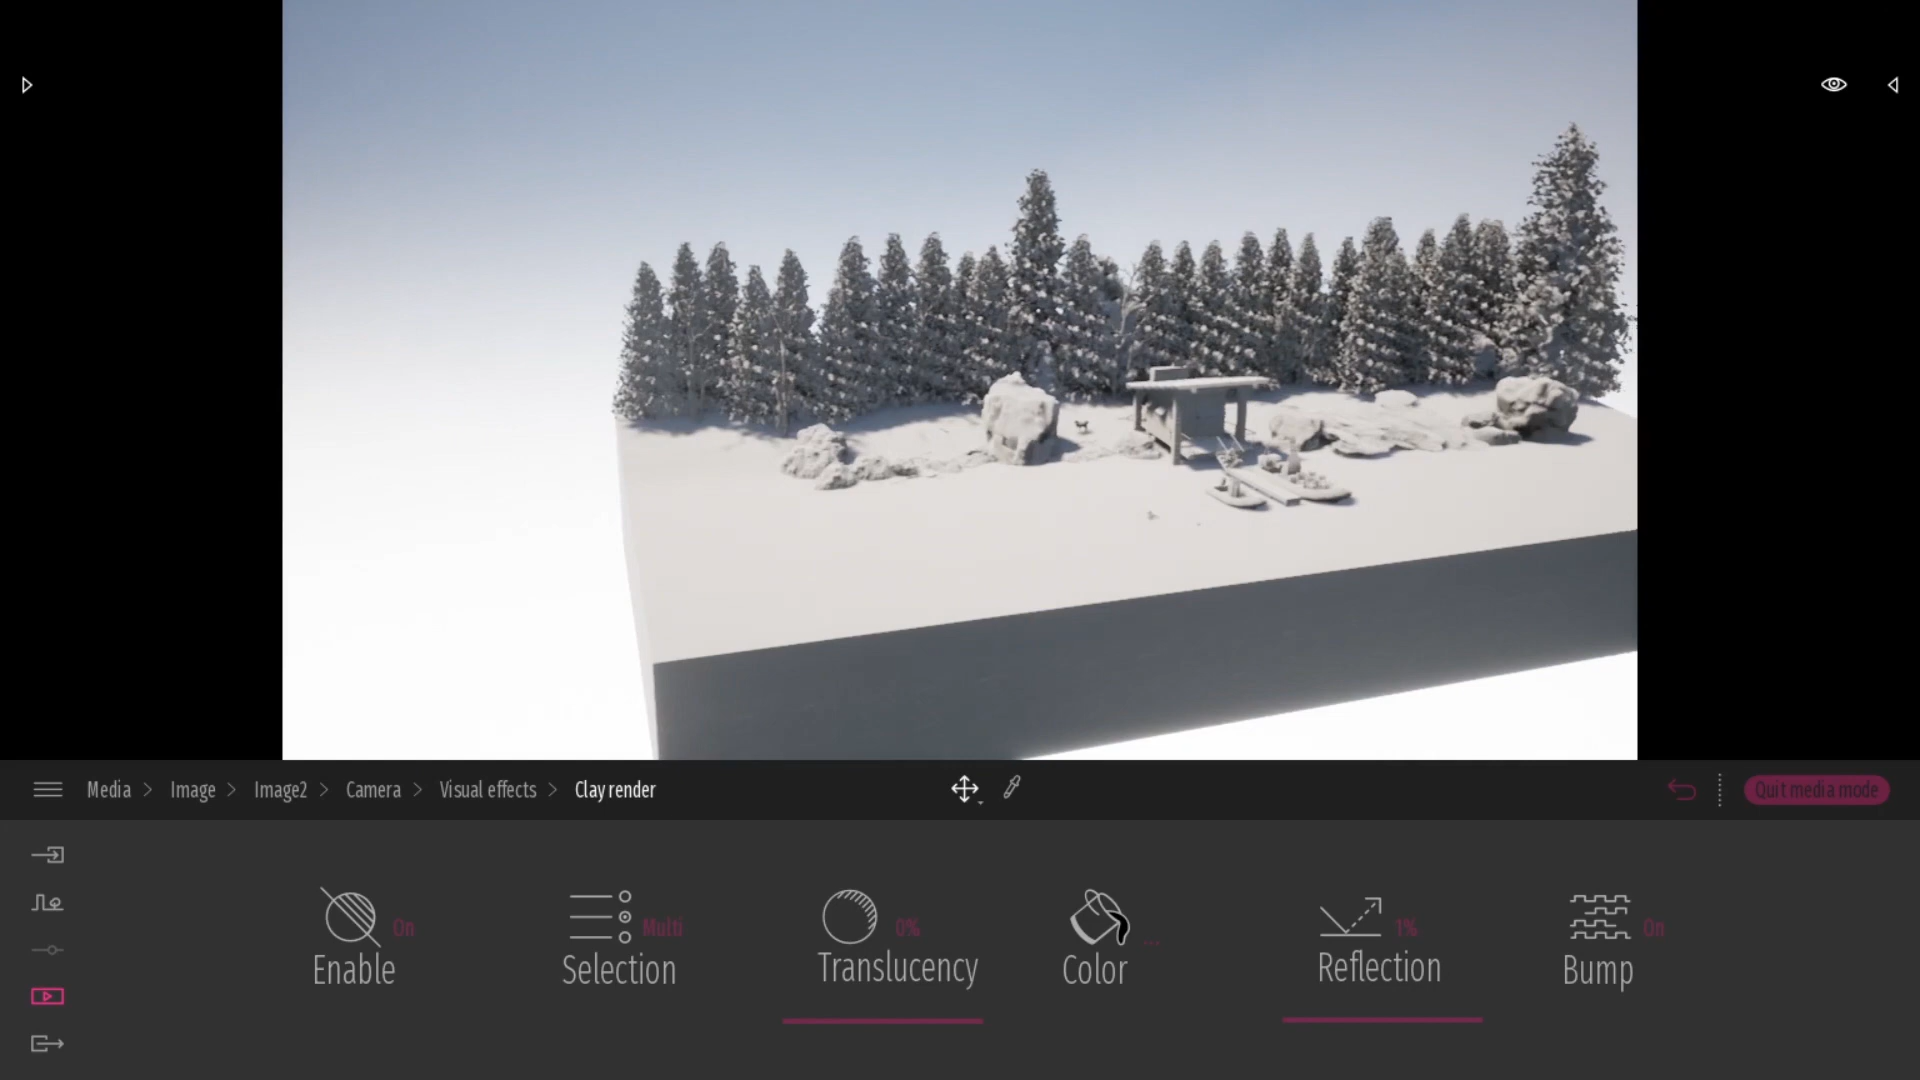 Media > Image > Image2 > Camera > Visual effects > Clay render
Quit media mode
On
Enable
Multi
Selection
0%
Translucency
...
Color
1%
Reflection
On
Bump